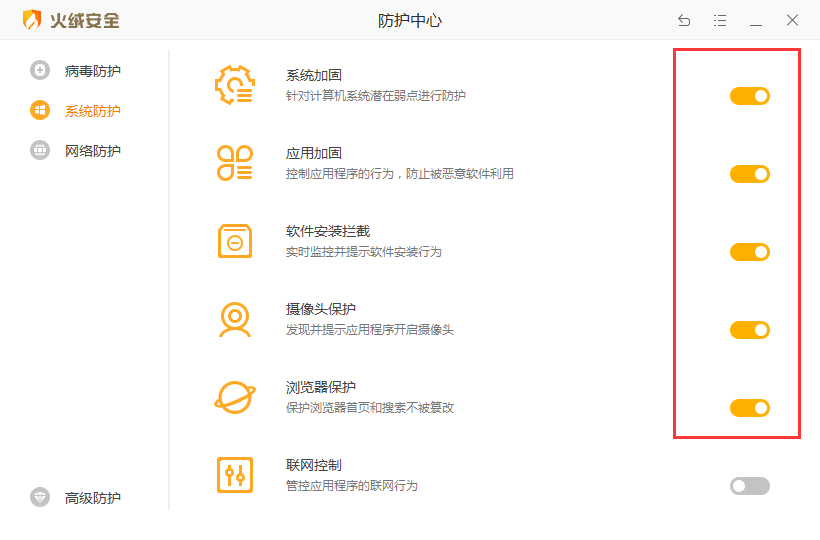 火绒安全
防护中心
病毒防护
系统防护
网络防护
高级防护
系统加固
针对计算机系统潜在弱点进行防护
应用加固
控制应用程序的行为，防止被恶意软件利用
软件安装拦截
实时监控并提示软件安装行为
摄像头保护
发现并提示应用程序开启摄像头
浏览器保护
保护浏览器首页和搜索不被篡改
联网控制
管控应用程序的联网行为